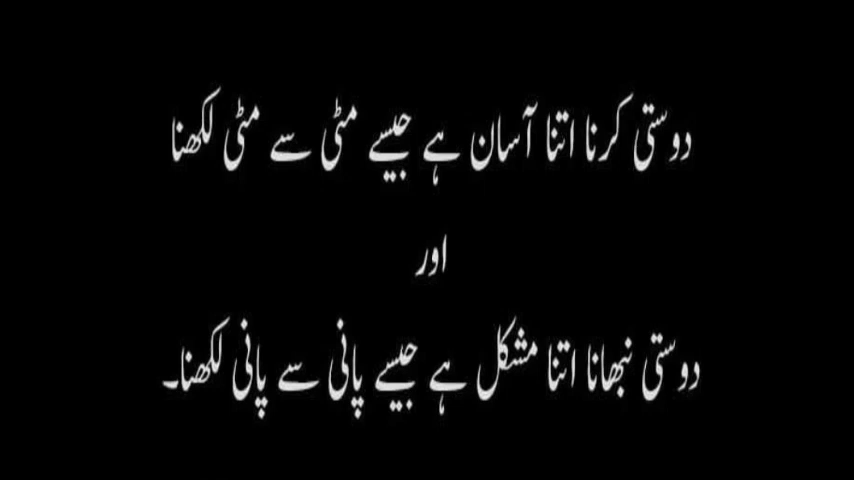 دوستی کرنا اتنا آسان ہے جیسے مٹی سے مٹی لکھنا
اور
دوستی نبھانا اتنا مشکل ہے جیسے پانی سے پانی لکھنا۔